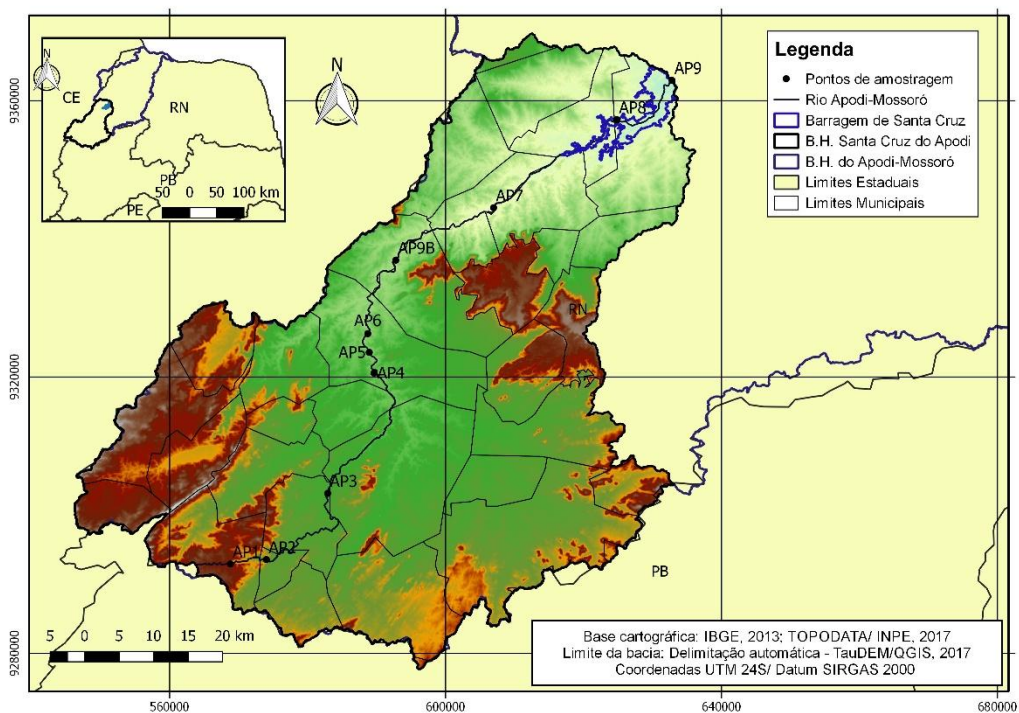 N
CE
RN
PB
PE
50 0 50 100 km
N
Legenda
Pontos de amostragem
Rio Apodi-Mossoró
Barragem de Santa Cruz
B.H. Santa Cruz do Apodi
B.H. do Apodi-Mossoró
Limites Estaduais
Limites Municipais
AP9
AP8
AP7
AP9B
RN
AP6
AP5
AP4
AP3
AP1
AP2
PB
5 0 5 10 15 20 km
Base cartográfica: IBGE, 2013; TOPODATA/ INPE, 2017
Limite da bacia: Delimitação automática - TauDEM/QGIS, 2017
Coordenadas UTM 24S/ Datum SIRGAS 2000
9360000
9320000
9280000
9360000
9320000
9280000
560000 600000 640000 680000